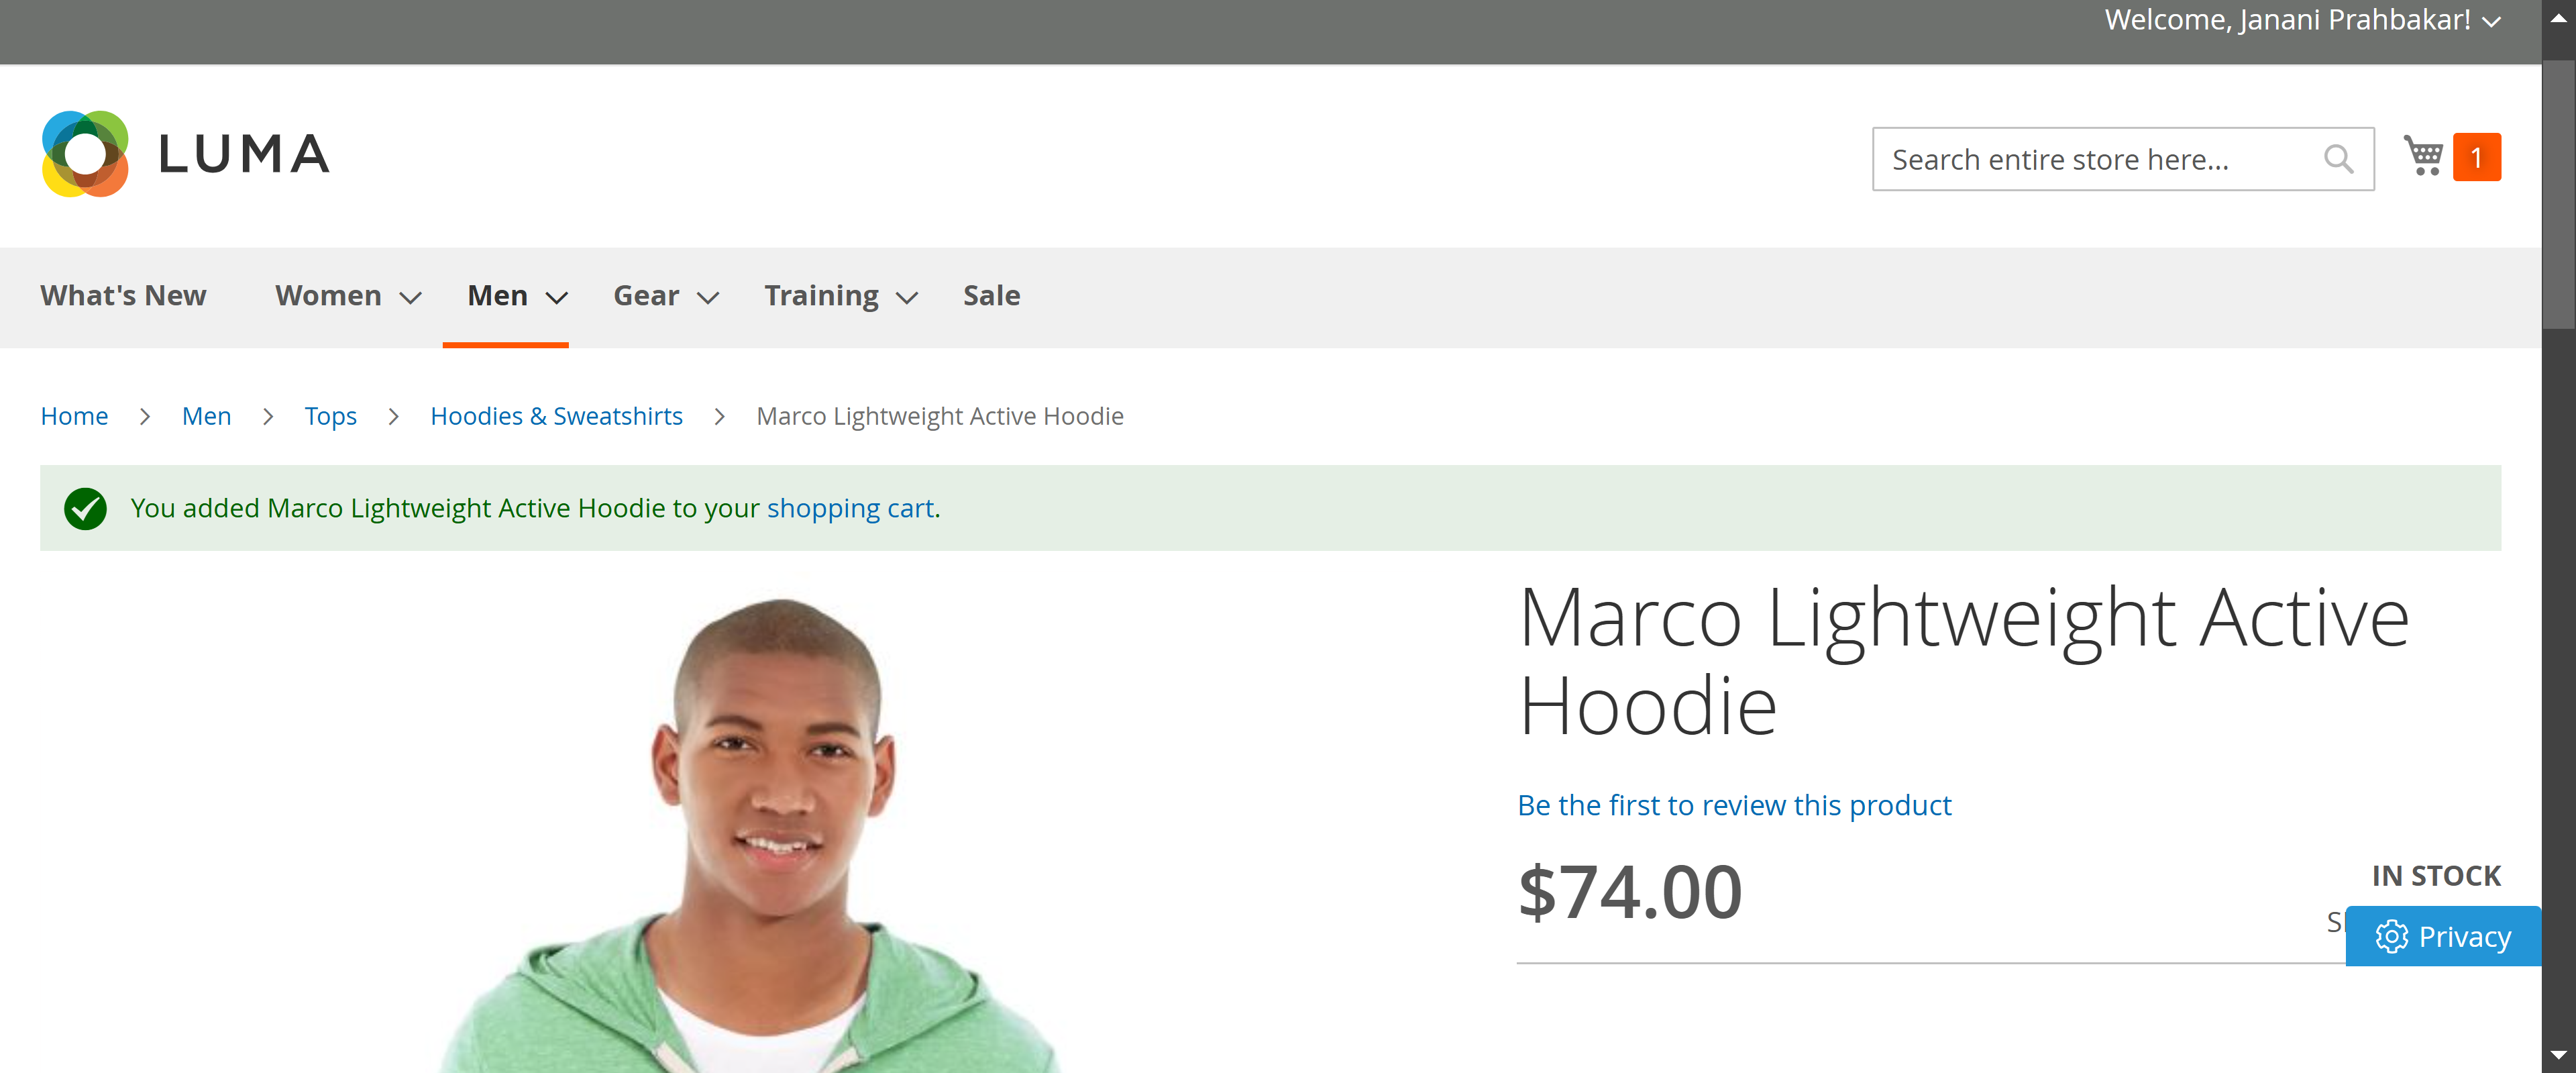 Welcome, Janani Prahbakar!
LUMA
Search entire store here...
1
What's New Women Men Gear Training Sale
Home Men Tops Hoodies & Sweatshirts Marco Lightweight Active Hoodie
You added Marco Lightweight Active Hoodie to your shopping cart.
Marco Lightweight Active
Hoodie
Be the first to review this product
$74.00
IN STOCK
Privacy